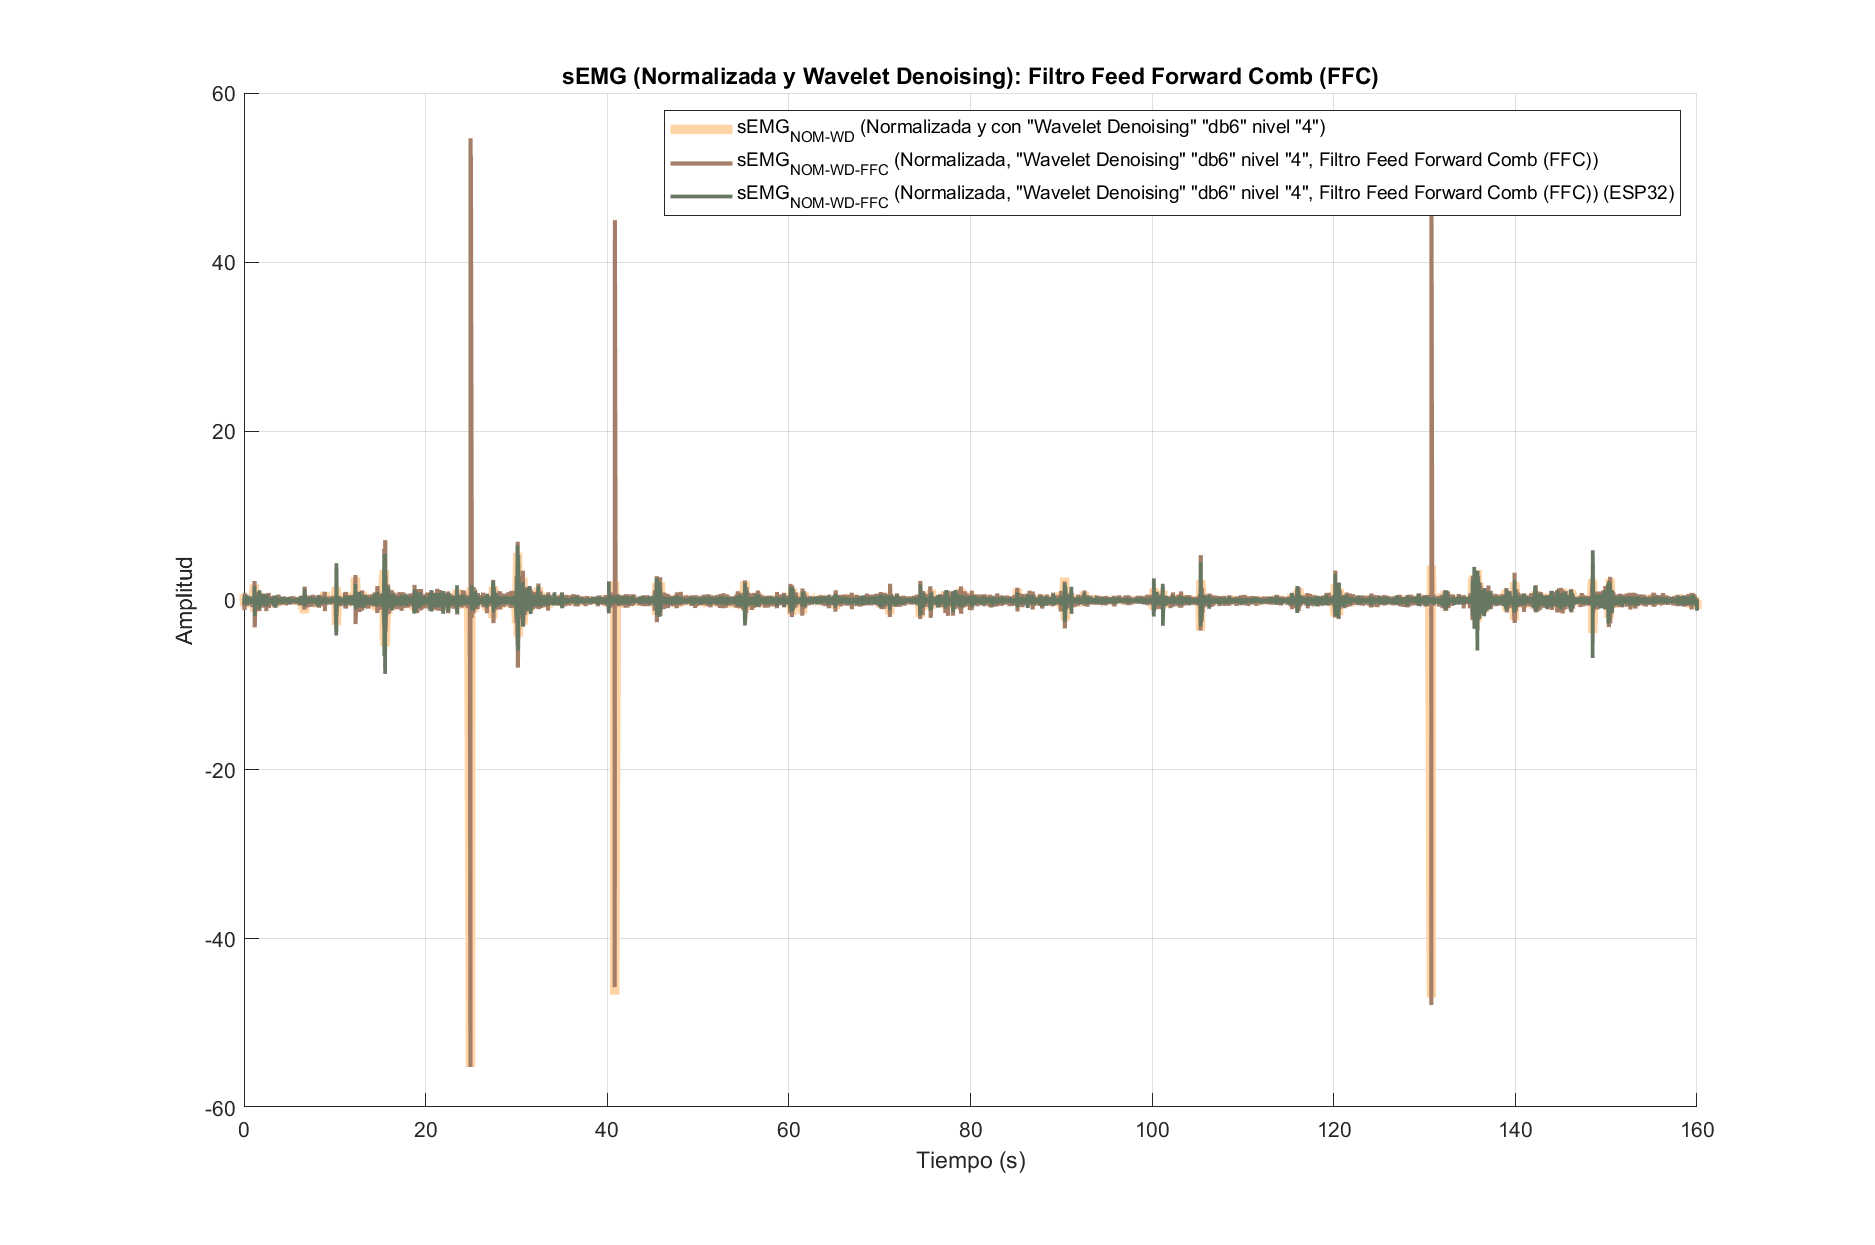 sEMG (Normalizada y Wavelet Denoising): Filtro Feed Forward Comb (FFC)
sEMG_NOM-WD (Normalizada y con "Wavelet Denoising" "db6" nivel "4")
sEMG_NOM-WD-FFC (Normalizada, "Wavelet Denoising" "db6" nivel "4", Filtro Feed Forward Comb (FFC))
sEMG_NOM-WD-FFC (Normalizada, "Wavelet Denoising" "db6" nivel "4", Filtro Feed Forward Comb (FFC)) (ESP32)
60
40
20
0
-20
-40
-60
Amplitud
0 20 40 60 80 100 120 140 160
Tiempo (s)